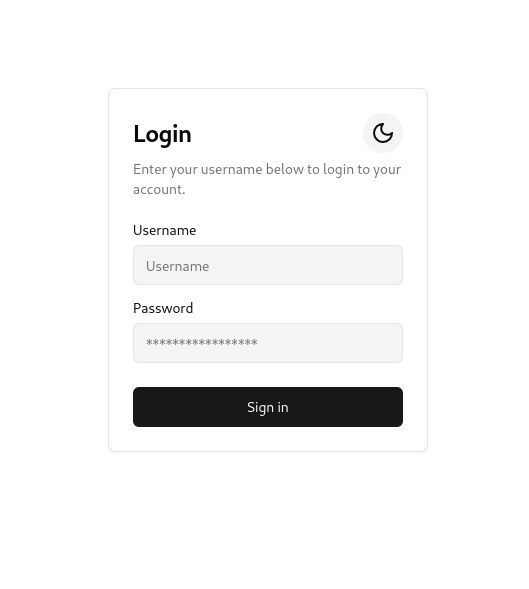 Login
Enter your username below to login to your
account.
Username
Username
Password
*****************
Sign in